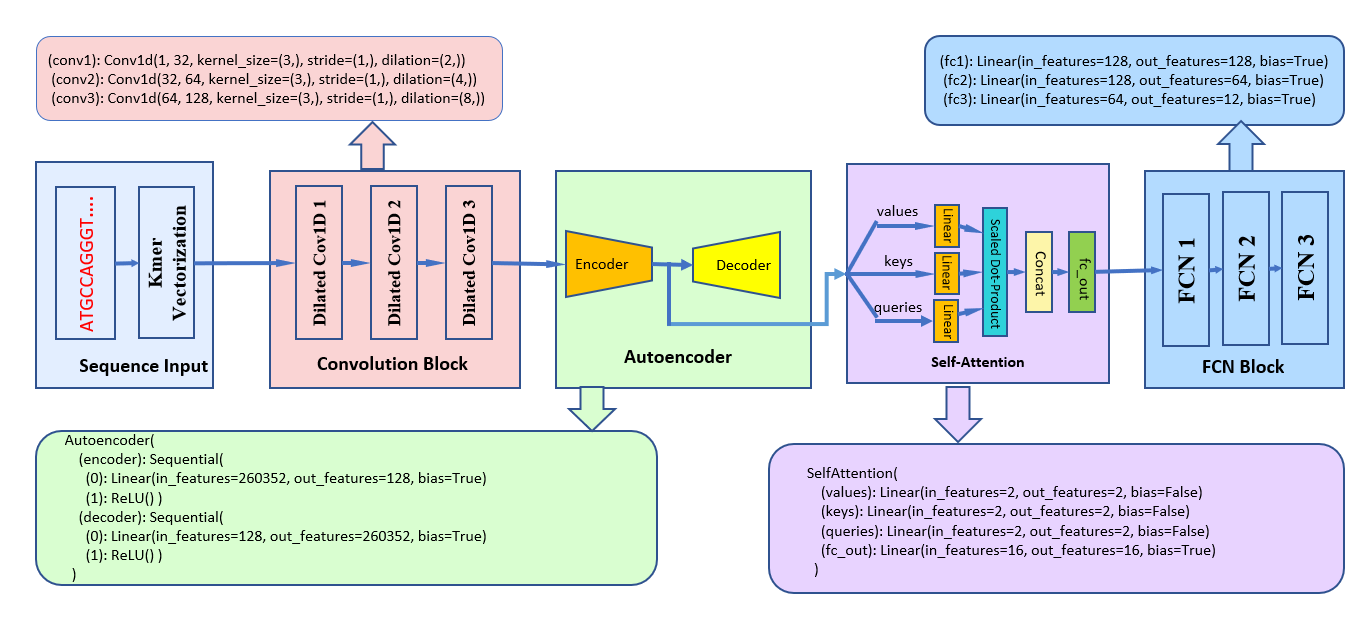 (conv1): Conv1d(1, 32, kernel_size=(3,), stride=(1,), dilation=(2,))
(conv2): Conv1d(32, 64, kernel_size=(3,), stride=(1,), dilation=(4,))
(conv3): Conv1d(64, 128, kernel_size=(3,), stride=(1,), dilation=(8,))
(fc1): Linear(in_features=128, out_features=128, bias=True)
(fc2): Linear(in_features=128, out_features=64, bias=True)
(fc3): Linear(in_features=64, out_features=12, bias=True)
ATGCCAGGGT....
Kmer
Vectorization
Sequence Input
Dilated Cov1D 1
Dilated Cov1D 2
Dilated Cov1D 3
Convolution Block
Encoder
Decoder
Autoencoder
values
keys
queries
Linear
Linear
Linear
Scaled Dot-Product
Concat
fc_out
Self-Attention
FCN 1
FCN 2
FCN 3
FCN Block
Autoencoder(
(encoder): Sequential(
(0): Linear(in_features=260352, out_features=128, bias=True)
(1): ReLU() )
(decoder): Sequential(
(0): Linear(in_features=128, out_features=260352, bias=True)
(1): ReLU() )
)
SelfAttention(
(values): Linear(in_features=2, out_features=2, bias=False)
(keys): Linear(in_features=2, out_features=2, bias=False)
(queries): Linear(in_features=2, out_features=2, bias=False)
(fc_out): Linear(in_features=16, out_features=16, bias=True)
)